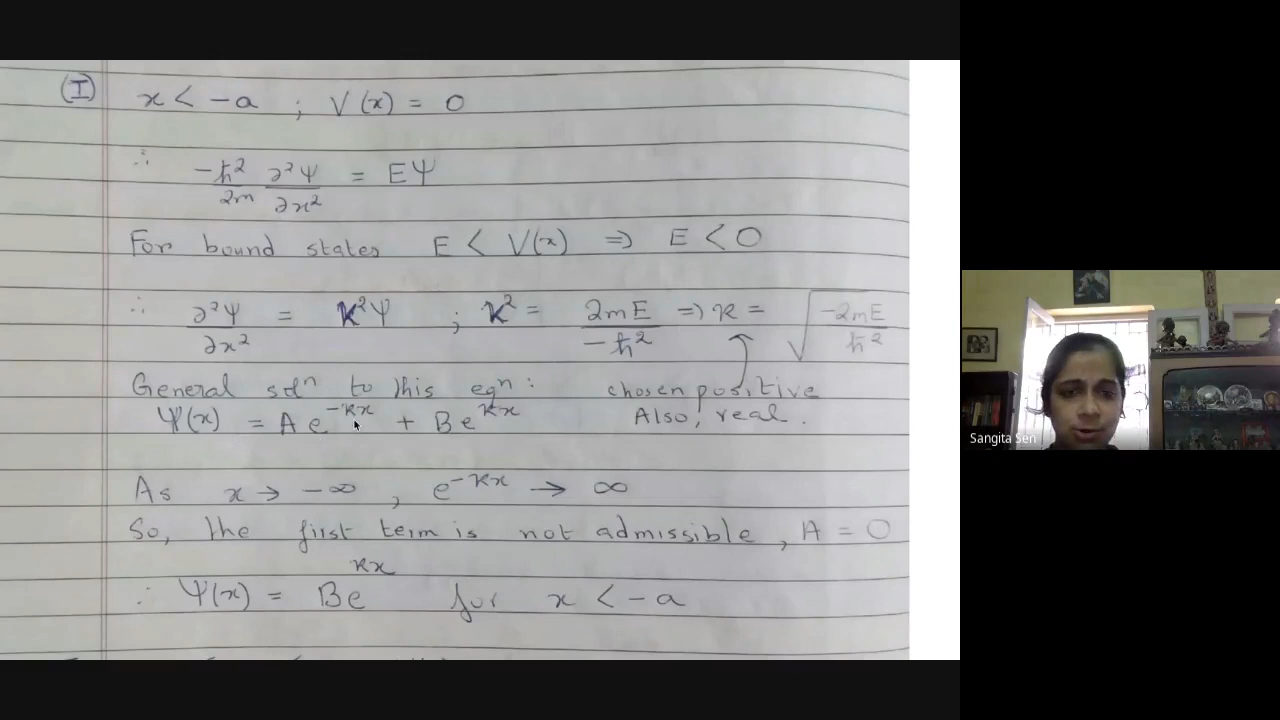 (I) x < -a ; V(x) = 0
∴ -ħ²/2m ∂²Ψ/∂x² = EΨ
For bound states E < V(x) ⇒ E < 0
∴ ∂²Ψ/∂x² = κ²Ψ ; κ² = 2mE/-ħ² ⇒ κ = √(-2mE/ħ²)
General solⁿ to this eqⁿ: chosen positive
Ψ(x) = A e^{-κx} + B e^{κx} Also, real.
As x → -∞, e^{-κx} → ∞
So, the first term is not admissible, A = 0
∴ Ψ(x) = Be^{κx} for x < -a
Sangita Sen